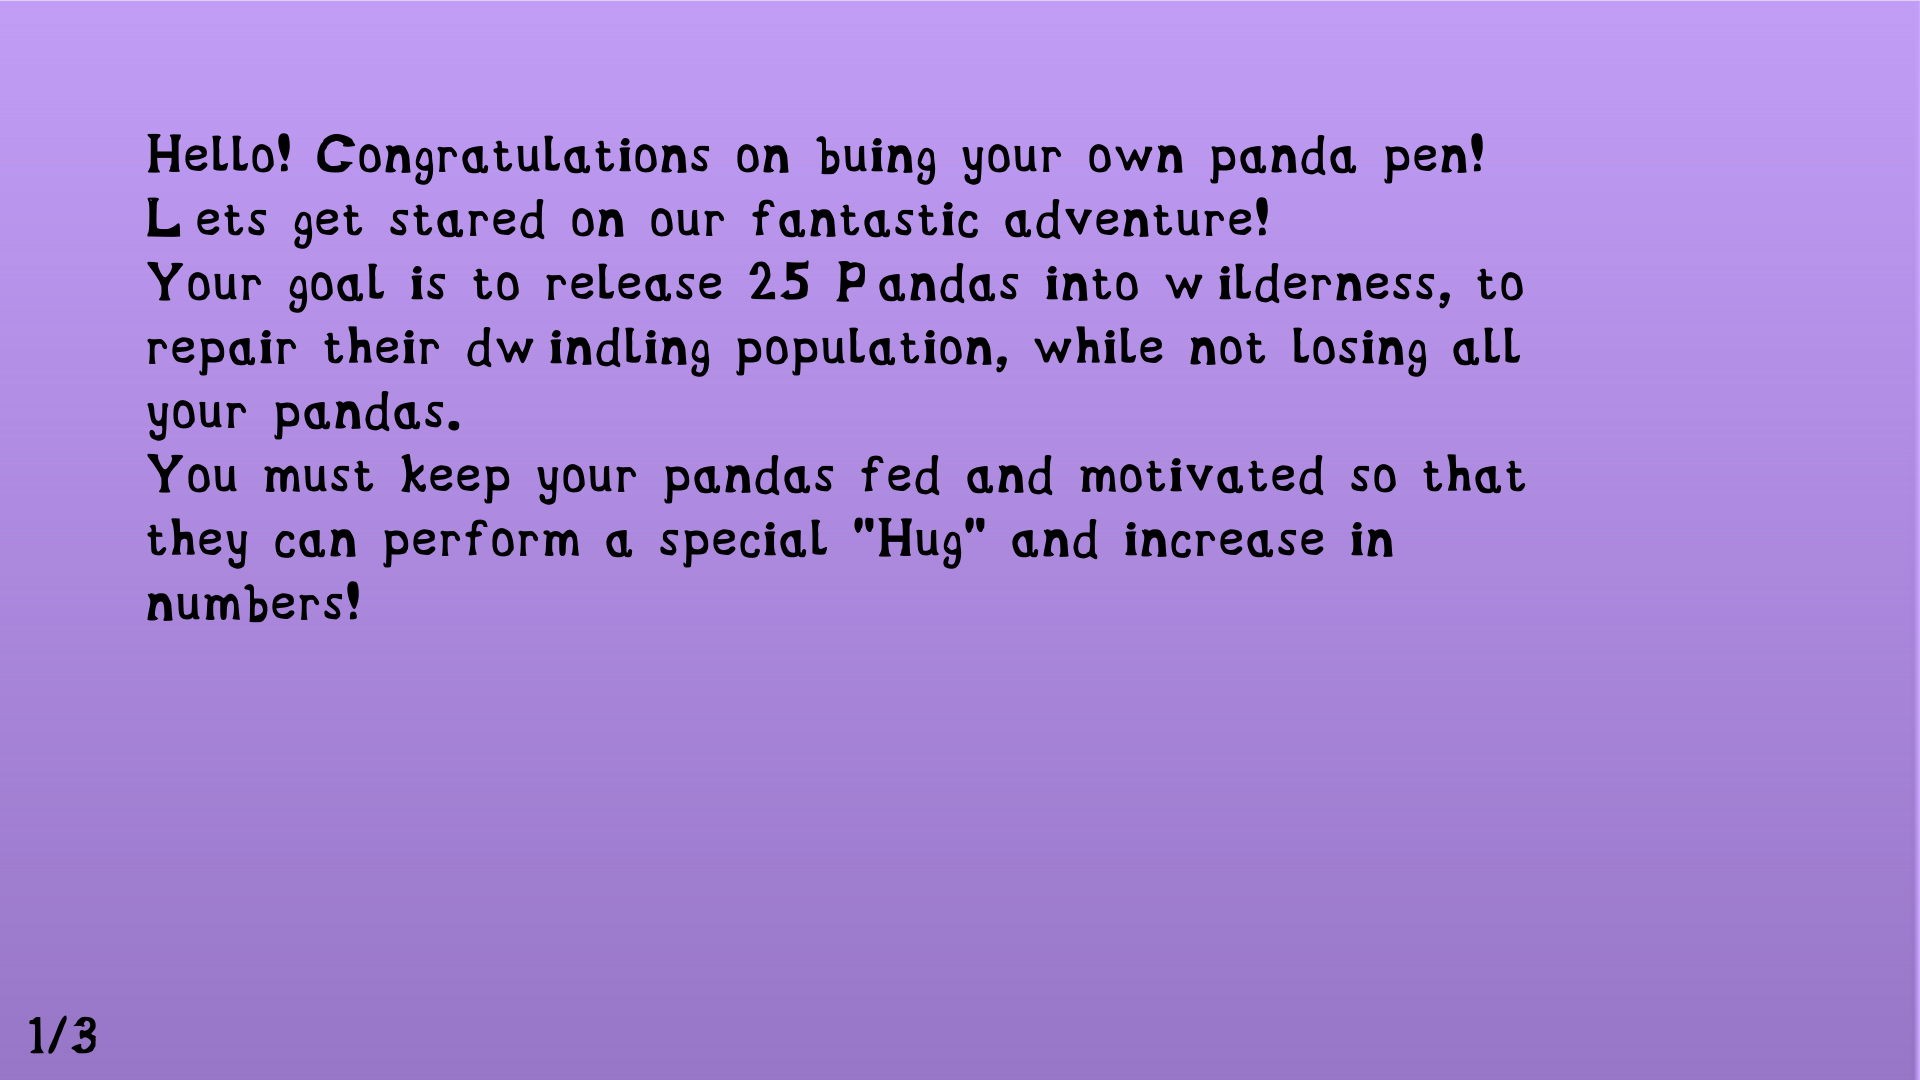 Hello! Congratulations on buing your own panda pen!
Lets get stared on our fantastic adventure!
Your goal is to release 25 Pandas into wilderness, to
repair their dwindling population, while not losing all
your pandas.
You must keep your pandas fed and motivated so that
they can perform a special "Hug" and increase in
numbers!
1/3